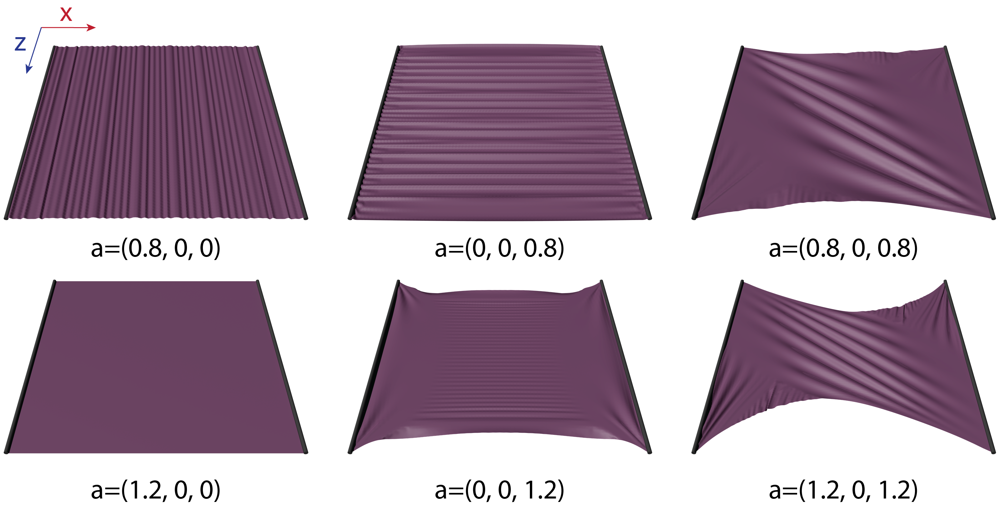 x
z
a=(0.8, 0, 0)
a=(0, 0, 0.8)
a=(0.8, 0, 0.8)
a=(1.2, 0, 0)
a=(0, 0, 1.2)
a=(1.2, 0, 1.2)